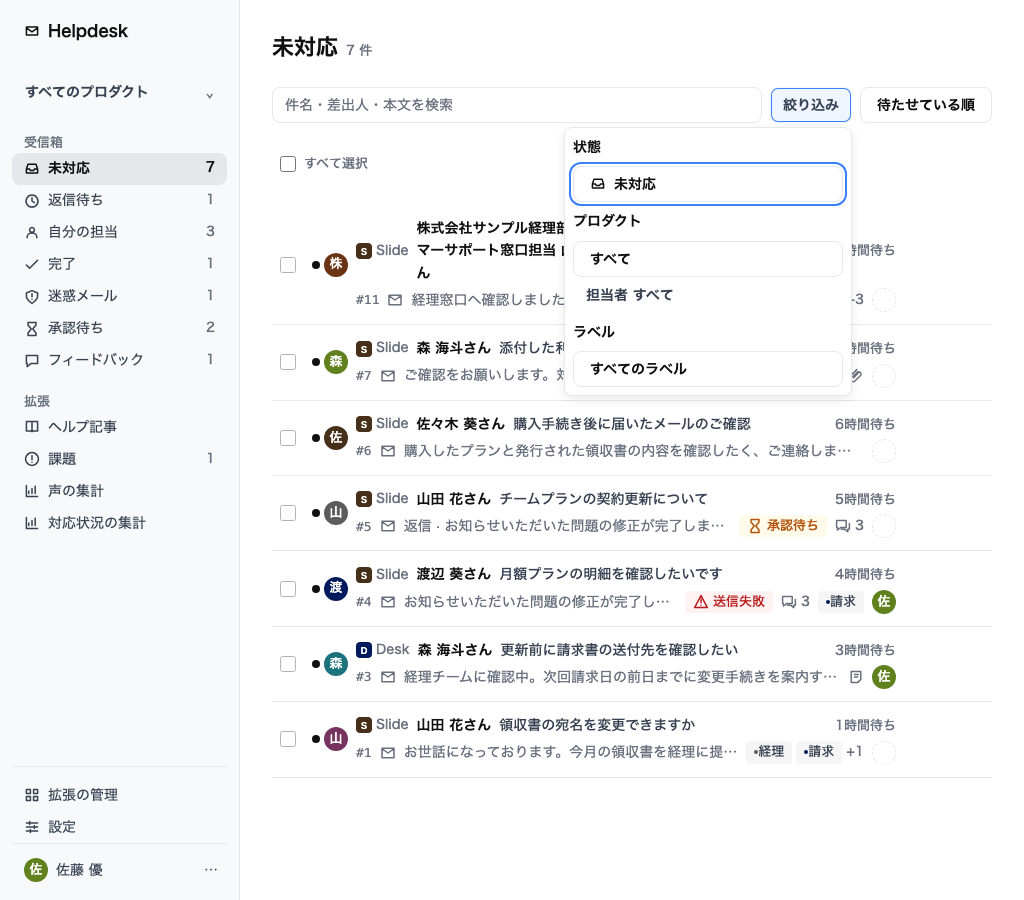 Helpdesk
すべてのプロダクト
受信箱
未対応 7
返信待ち 1
自分の担当 3
完了 1
迷惑メール 1
承認待ち 2
フィードバック 1
拡張
ヘルプ記事
課題 1
声の集計
対応状況の集計
拡張の管理
設定
佐 佐藤 優 …
未対応 7 件
件名・差出人・本文を検索 絞り込み 待たせている順
すべて選択
状態
未対応
プロダクト
すべて
担当者 すべて
ラベル
すべてのラベル
株式会社サンプル経理部
株 S Slide マーサポート窓口担当 時間待ち
ん
#11 経理窓口へ確認しました
森 S Slide 森 海斗さん 添付した 時間待ち
#7 ご確認をお願いします。
佐 S Slide 佐々木 葵さん 購入手続き後に届いたメールのご確認 6時間待ち
#6 購入したプランと発行された領収書の内容を確認したく、ご連絡しま…
山 S Slide 山田 花さん チームプランの契約更新について 5時間待ち
#5 返信 · お知らせいただいた問題の修正が完了しま… 承認待ち 3
渡 S Slide 渡辺 葵さん 月額プランの明細を確認したいです 4時間待ち
#4 お知らせいただいた問題の修正が完了し… 送信失敗 3 •請求 佐
森 D Desk 森 海斗さん 更新前に請求書の送付先を確認したい 3時間待ち
#3 経理チームに確認中。次回請求日の前日までに変更手続きを案内す… 佐
山 S Slide 山田 花さん 領収書の宛名を変更できますか 1時間待ち
#1 お世話になっております。今月の領収書を経理に提… •経理 •請求 +1